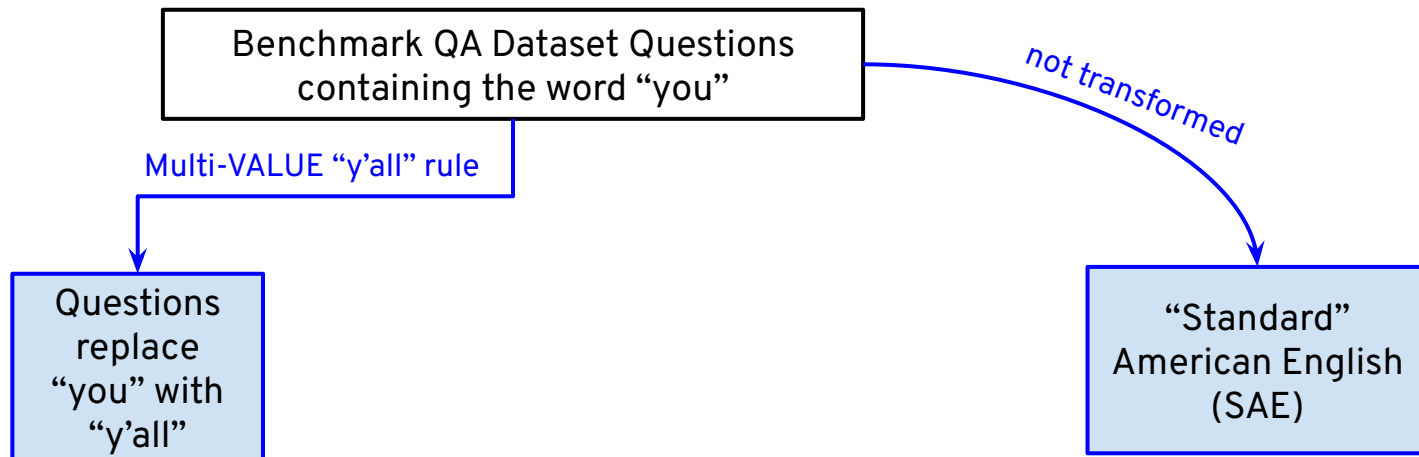 Benchmark QA Dataset Questions
containing the word “you”
not transformed
Multi-VALUE “y’all” rule
Questions
replace
“you” with
“y’all”
“Standard”
American English
(SAE)